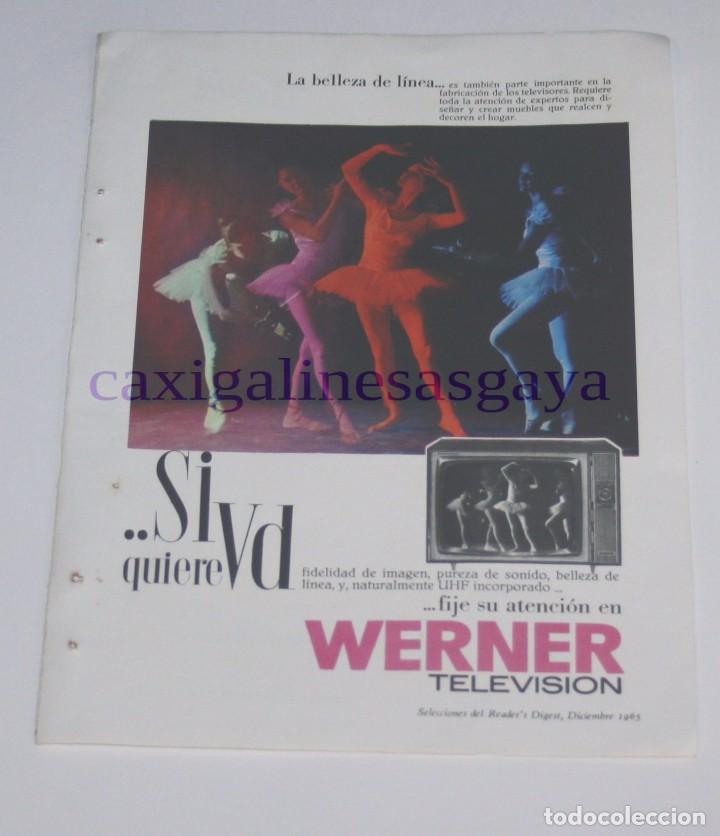 La belleza de línea... es también parte importante en la
fabricación de los televisores. Requiere
toda la atención de expertos para di-
señar y crear muebles que realcen y
decoren el hogar.
caxigalinesasgaya
..Si Vd
quiere
fidelidad de imagen, pureza de sonido, belleza de
línea, y, naturalmente UHF incorporado ...
...fije su atención en
WERNER
TELEVISION
Selecciones del Reader's Digest, Diciembre 1965
todocoleccion